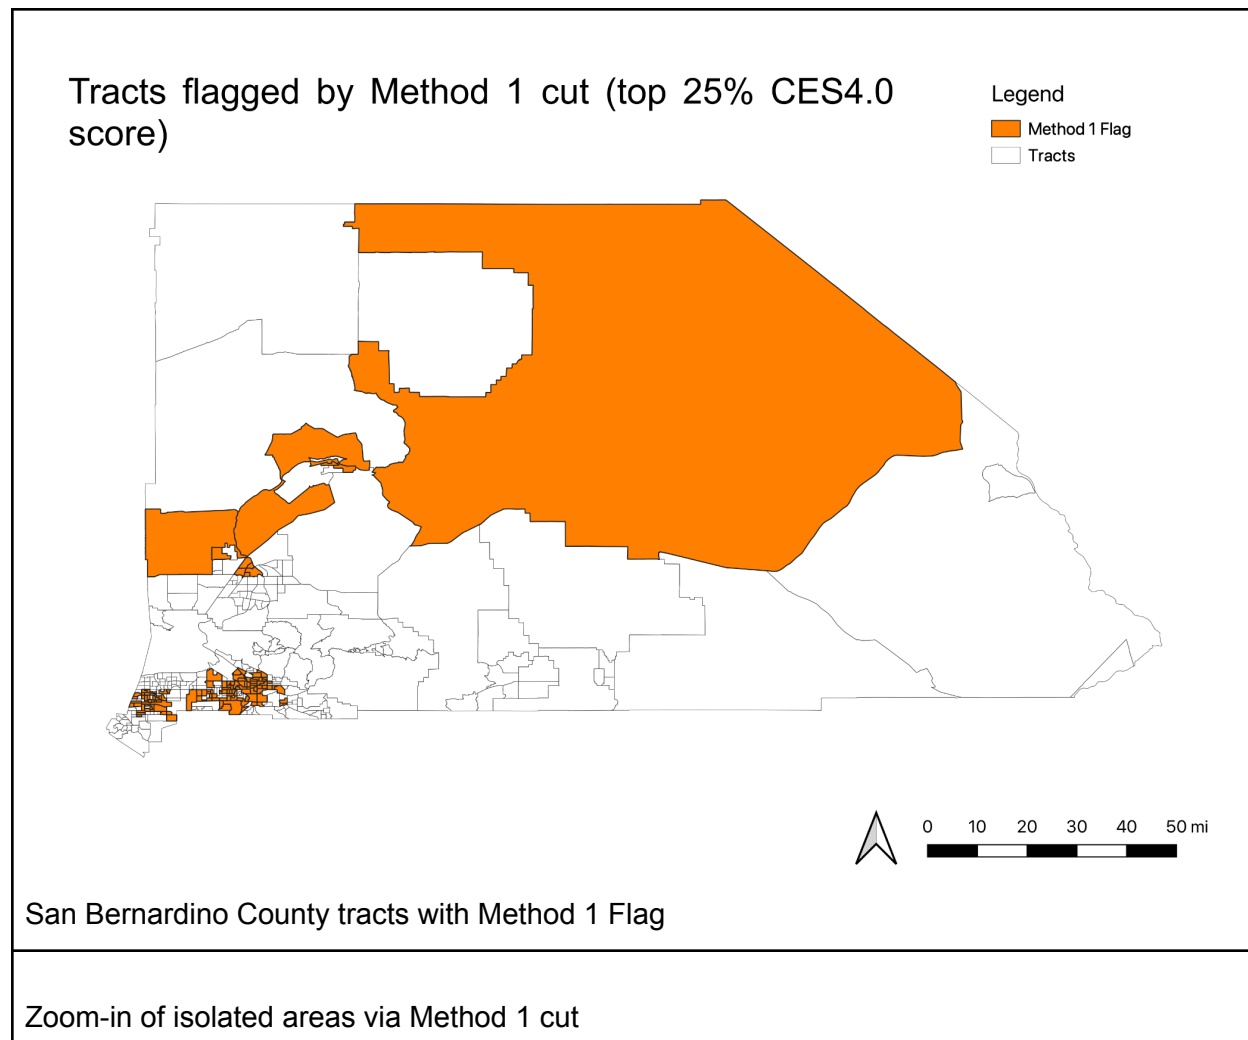 Tracts flagged by Method 1 cut (top 25% CES4.0
score)
Legend
Method 1 Flag
Tracts
0 10 20 30 40 50 mi
San Bernardino County tracts with Method 1 Flag
Zoom-in of isolated areas via Method 1 cut